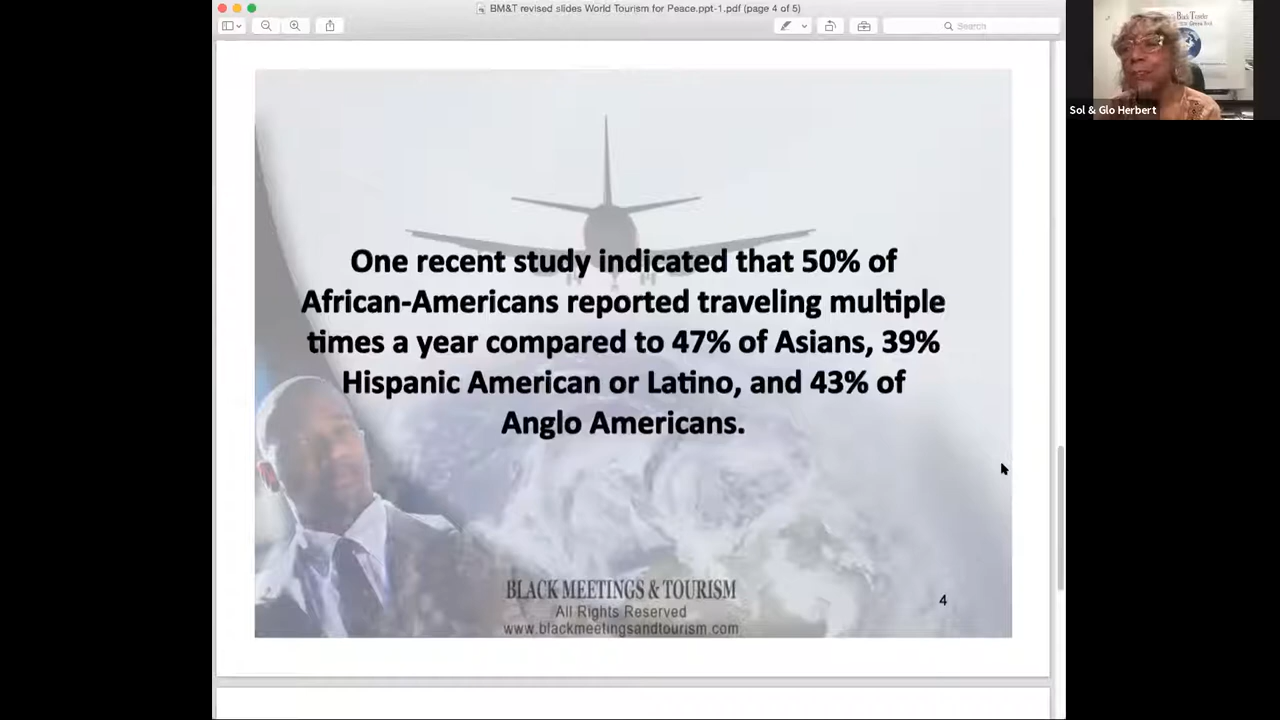 BM&T revised slides World Tourism for Peace.ppt-1.pdf (page 4 of 5)
Search
Sol & Glo Herbert
One recent study indicated that 50% of
African-Americans reported traveling multiple
times a year compared to 47% of Asians, 39%
Hispanic American or Latino, and 43% of
Anglo Americans.
BLACK MEETINGS & TOURISM
All Rights Reserved
www.blackmeetingsandtourism.com
4